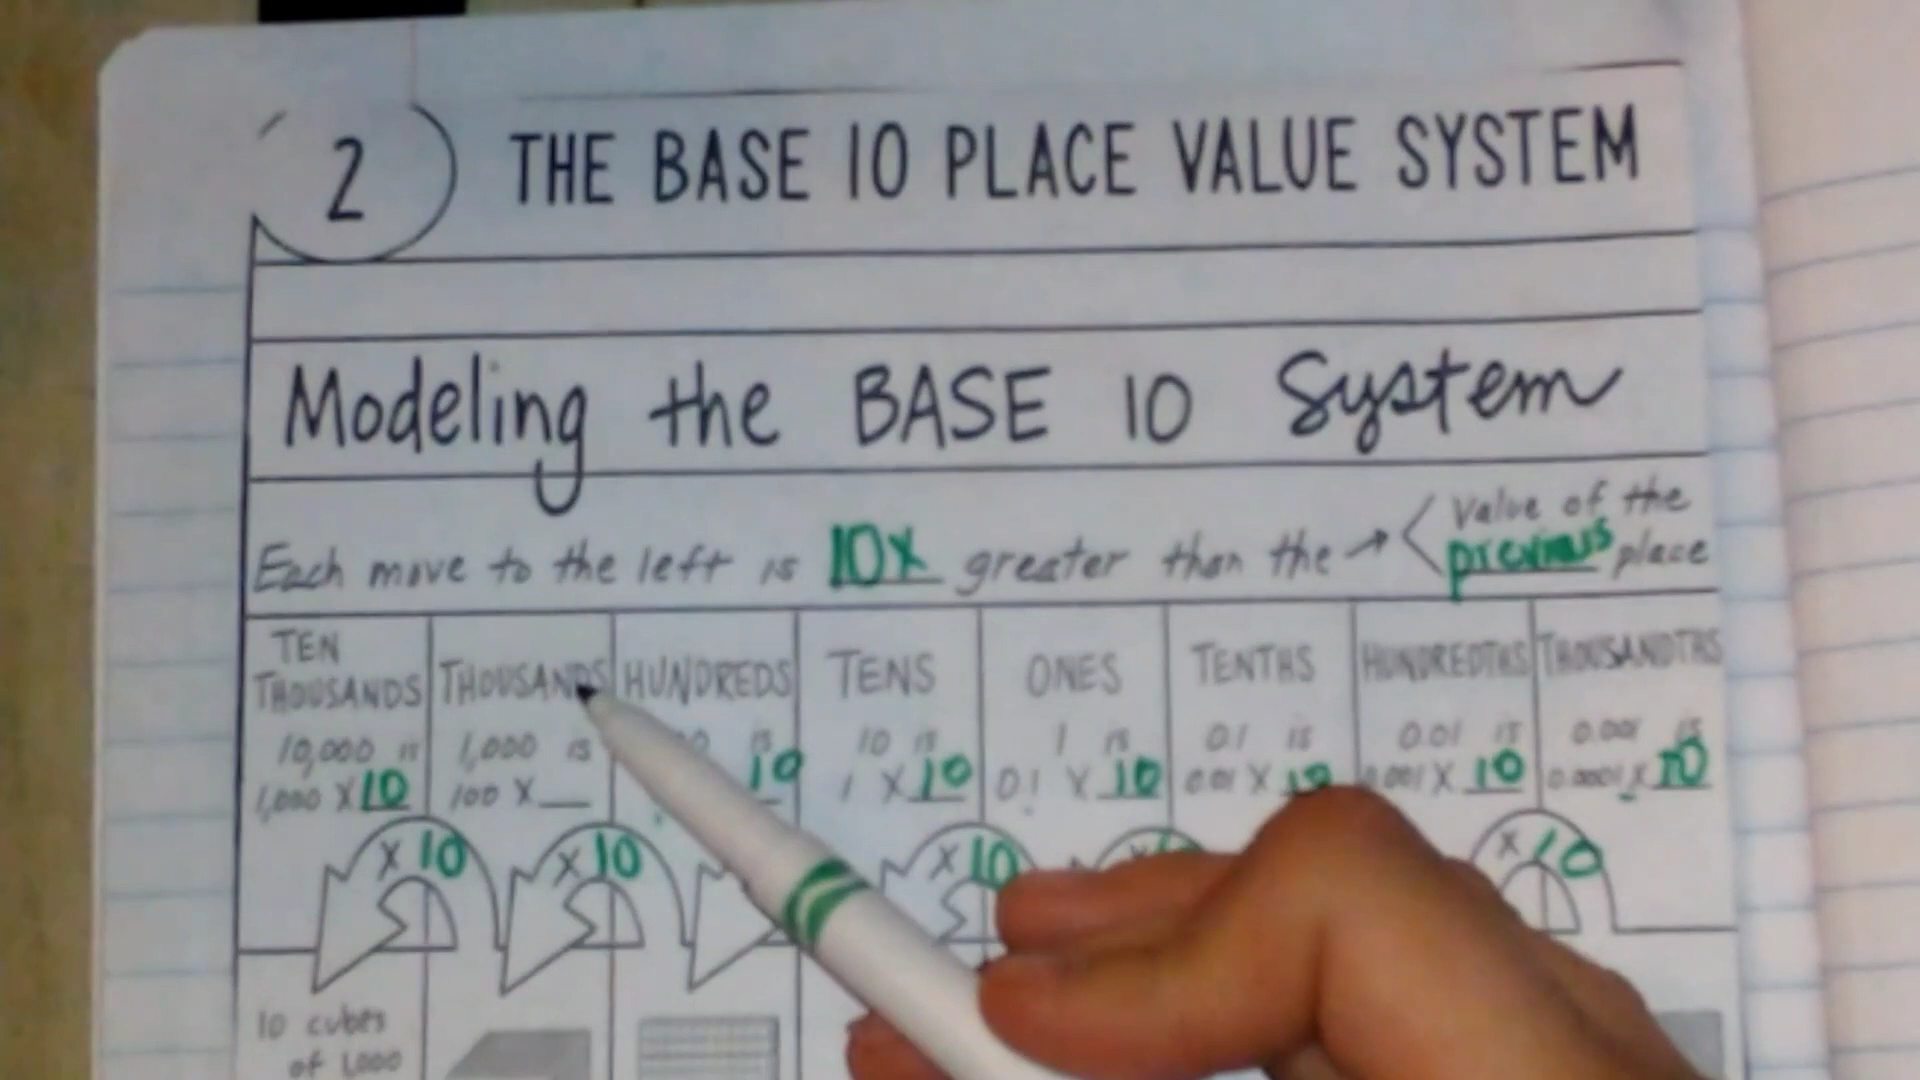 2 THE BASE 10 PLACE VALUE SYSTEM
Modeling the BASE 10 System
Value of the
Each move to the left is 10x greater than the → previous place
TEN
THOUSANDS THOUSANDS HUNDREDS TENS ONES TENTHS HUNDREDTHS THOUSANDTHS
10,000 is 1,000 is is 10 is 1 is 0.1 is 0.01 is 0.001 is
1,000 x 10 100 x __ 10 1 x 10 0.1 x 10 0.01 x 10 0.001 x 10 0.0001 x 10
x 10 x 10 x 10 x 10
10 cubes
of 1,000